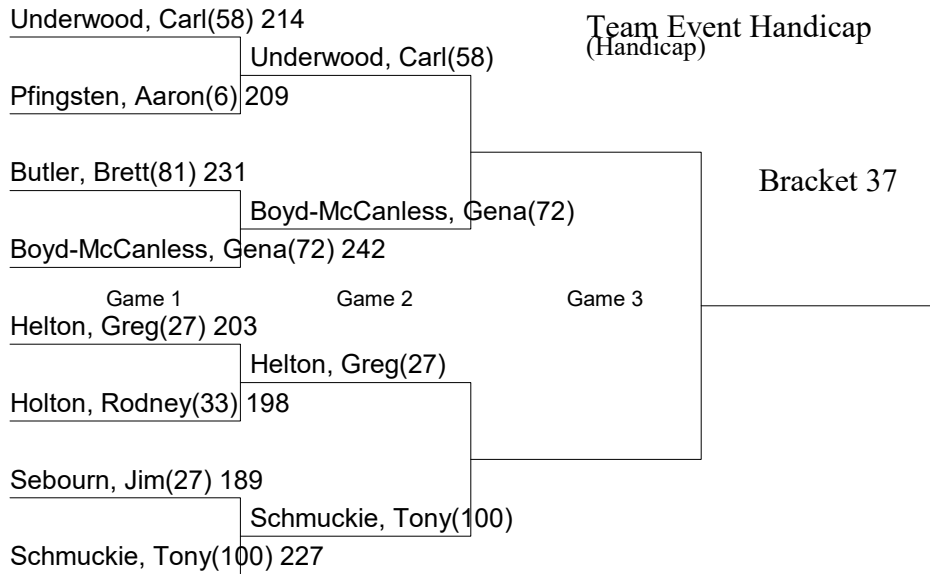 Underwood, Carl(58) 214
Team Event Handicap
(Handicap)
Underwood, Carl(58)
Pfingsten, Aaron(6) 209
Butler, Brett(81) 231
Bracket 37
Boyd-McCanless, Gena(72)
Boyd-McCanless, Gena(72) 242
Game 1
Game 2
Game 3
Helton, Greg(27) 203
Helton, Greg(27)
Holton, Rodney(33) 198
Sebourn, Jim(27) 189
Schmuckie, Tony(100)
Schmuckie, Tony(100) 227